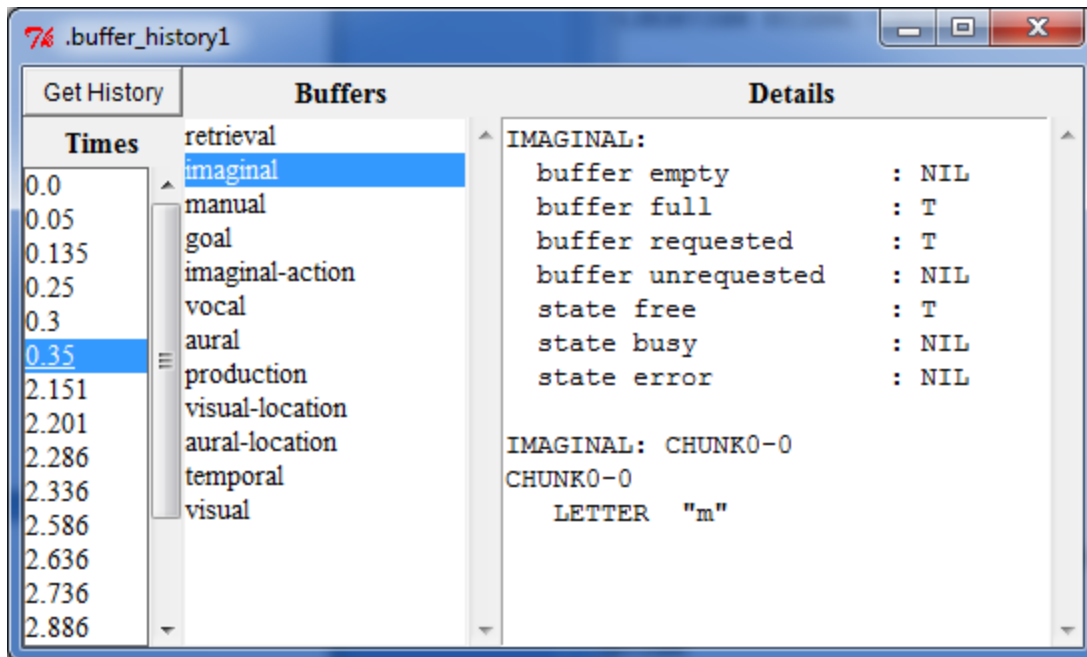 7% .buffer_history1
Get History
Buffers
Details
Times
0.0
0.05
0.135
0.25
0.3
0.35
2.151
2.201
2.286
2.336
2.586
2.636
2.736
2.886
retrieval
imaginal
manual
goal
imaginal-action
vocal
aural
production
visual-location
aural-location
temporal
visual
IMAGINAL:
buffer empty : NIL
buffer full : T
buffer requested : T
buffer unrequested : NIL
state free : T
state busy : NIL
state error : NIL
IMAGINAL: CHUNK0-0
CHUNK0-0
LETTER "m"